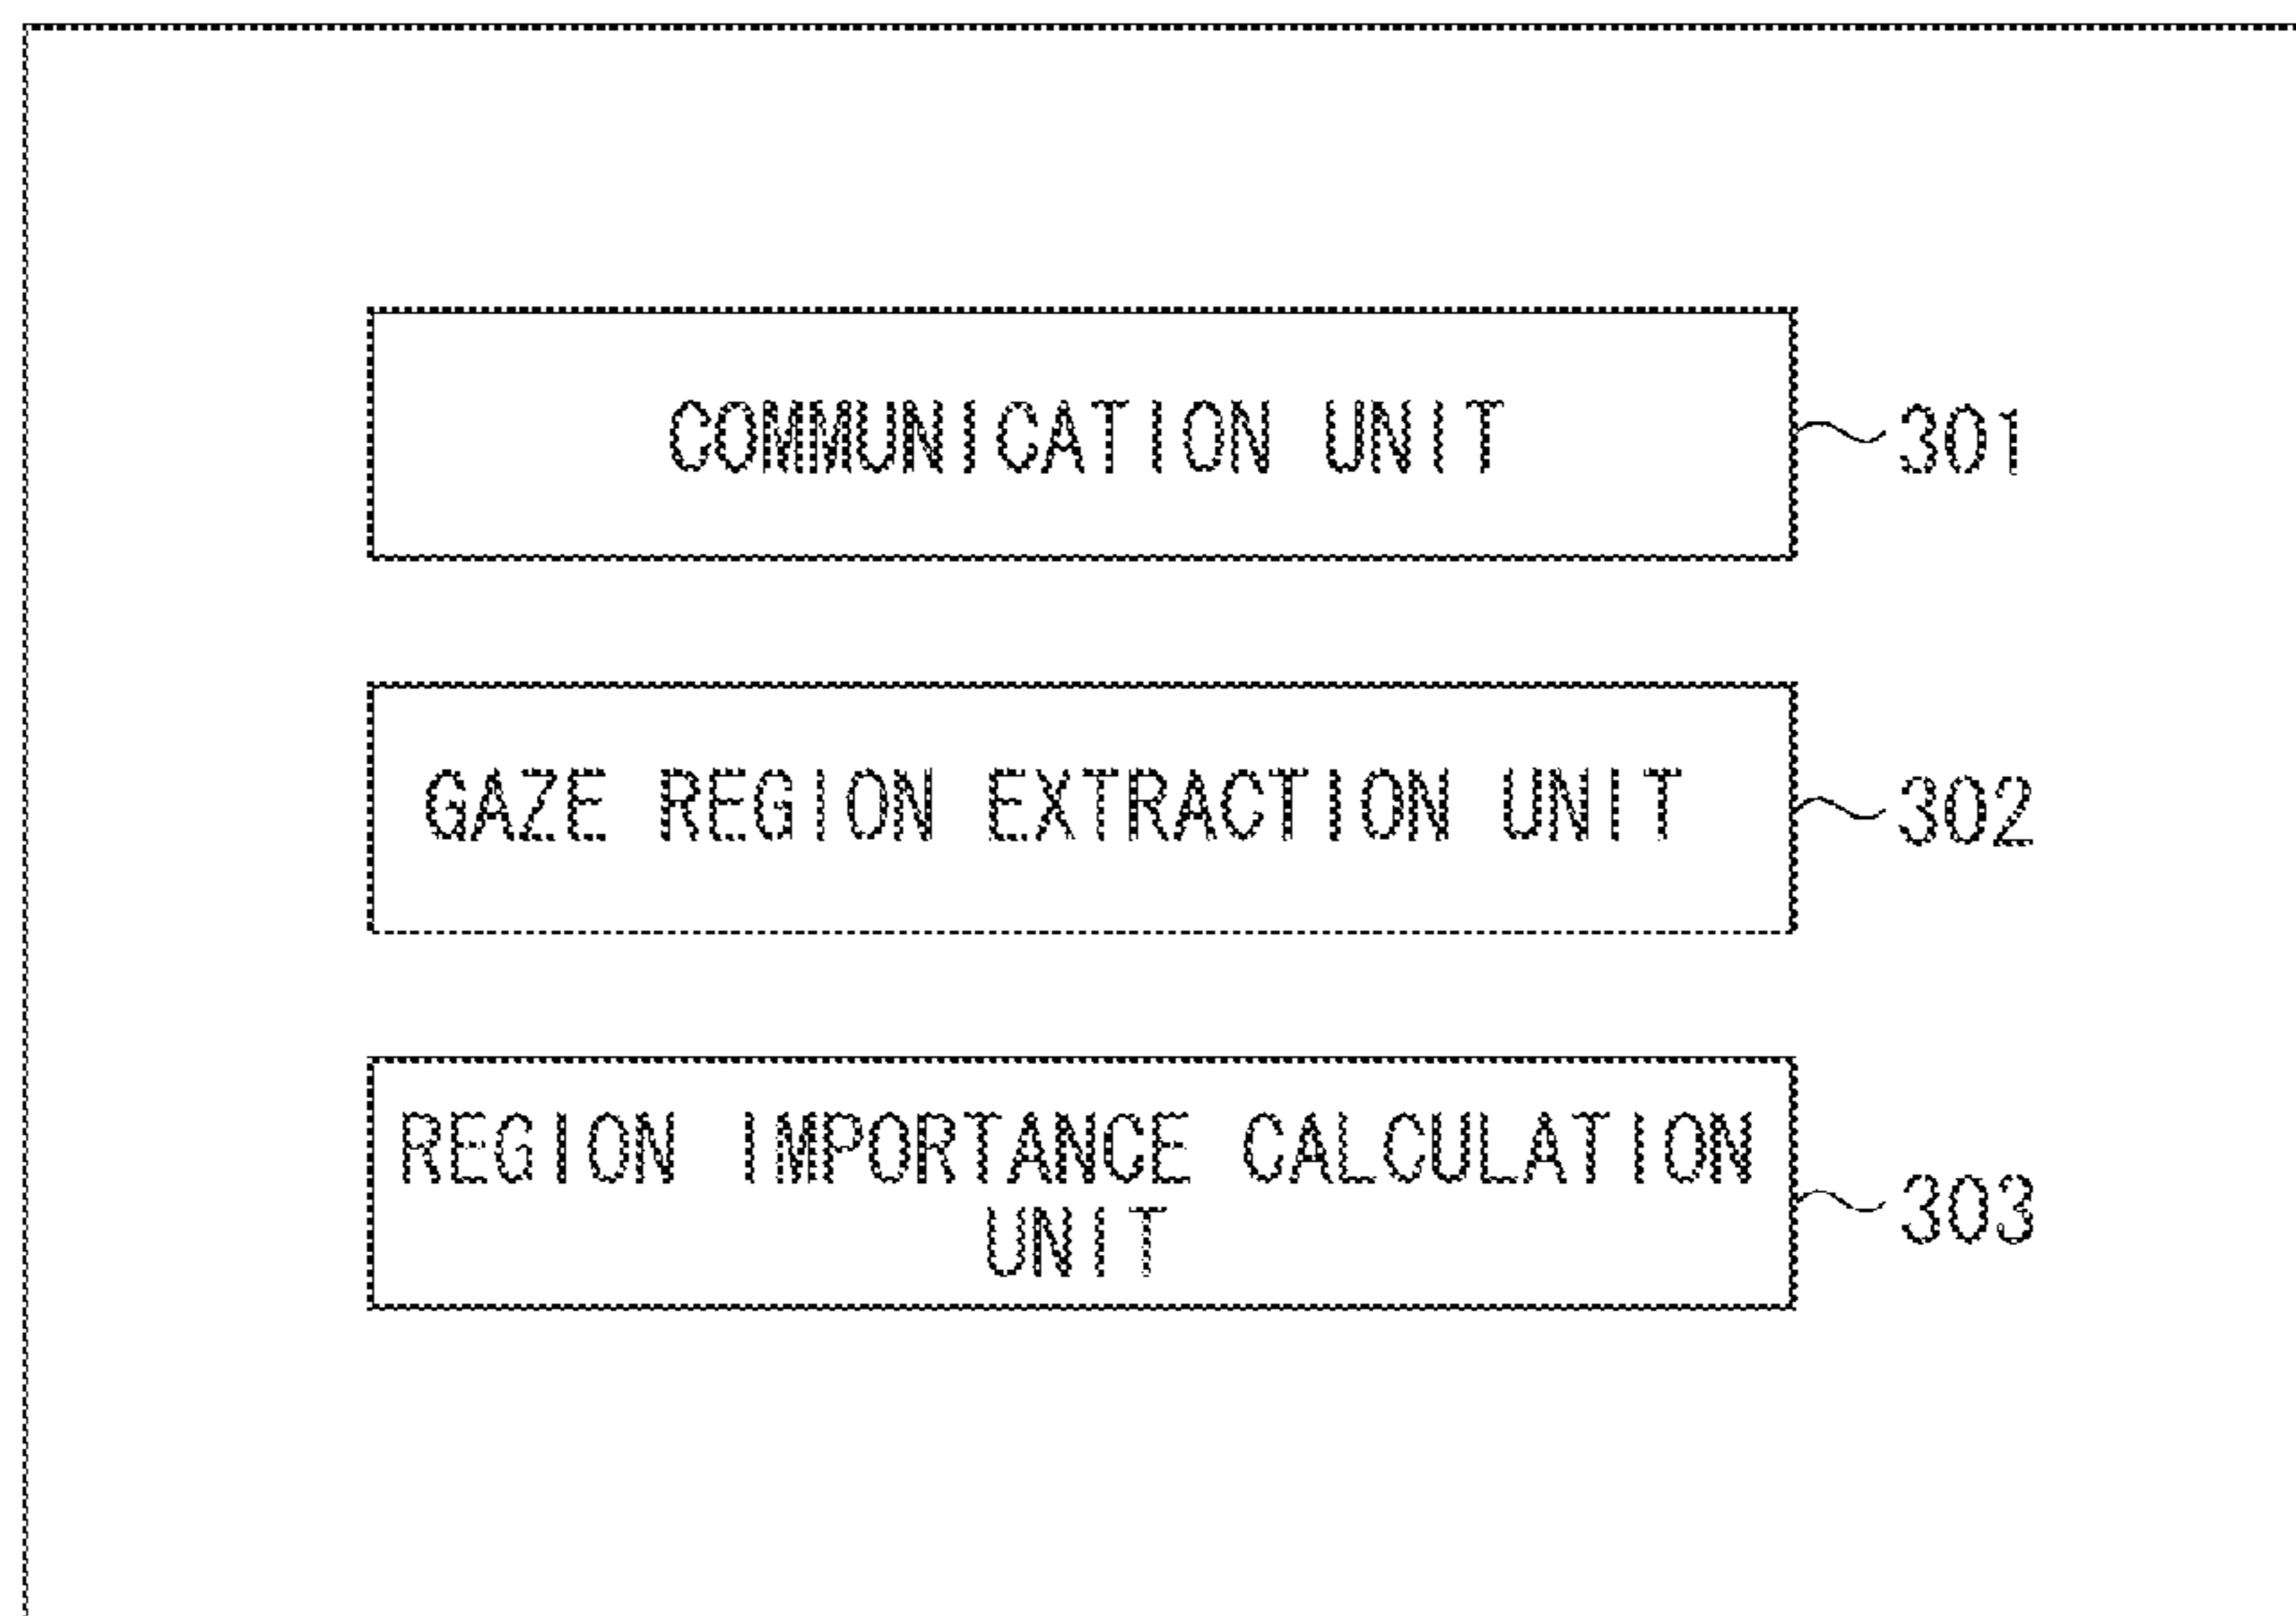 COMMUNICATION UNIT 301
GAZE REGION EXTRACTION UNIT 302
REGION IMPORTANCE CALCULATION
UNIT 303